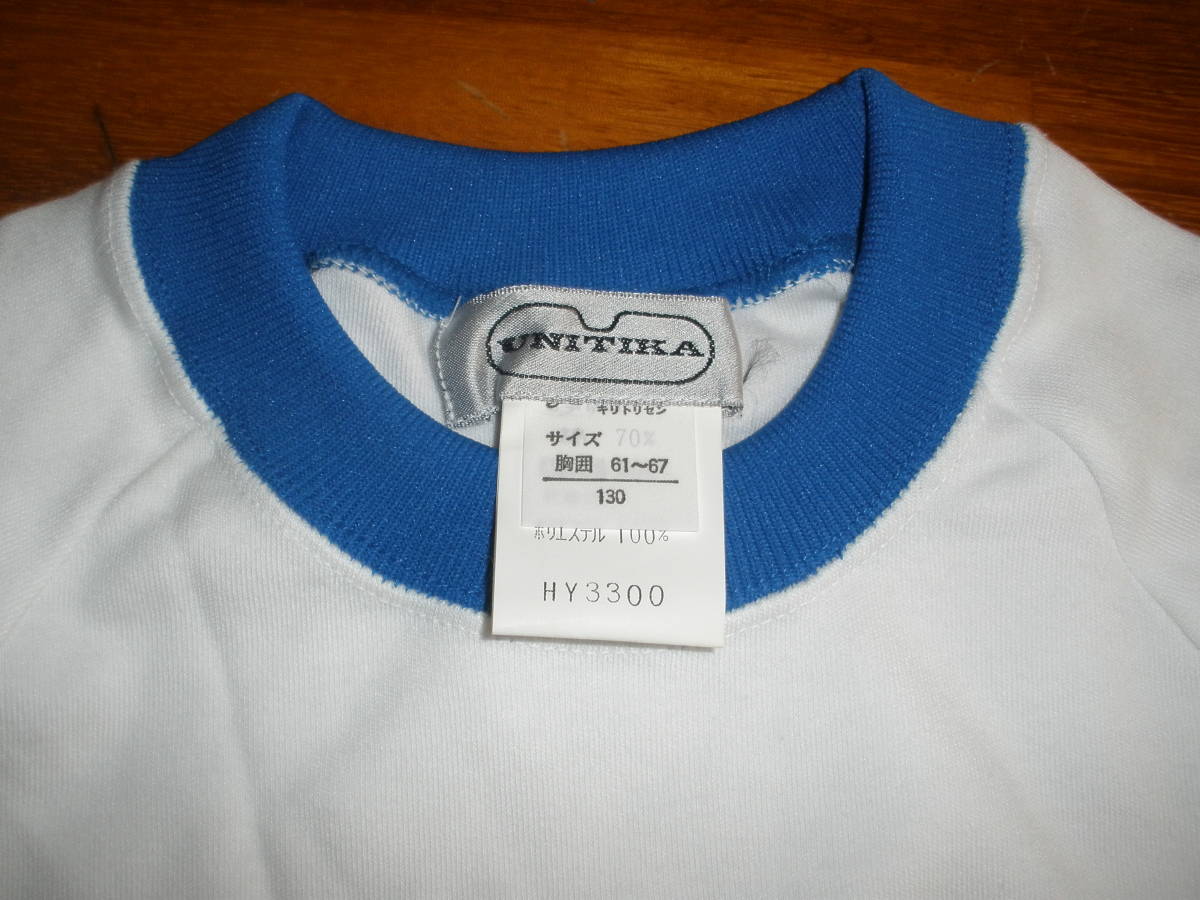 UNITIKA
キリトリセン
サイズ 70%
胸囲 61〜67
130
ポリエステル 100%
HY3300